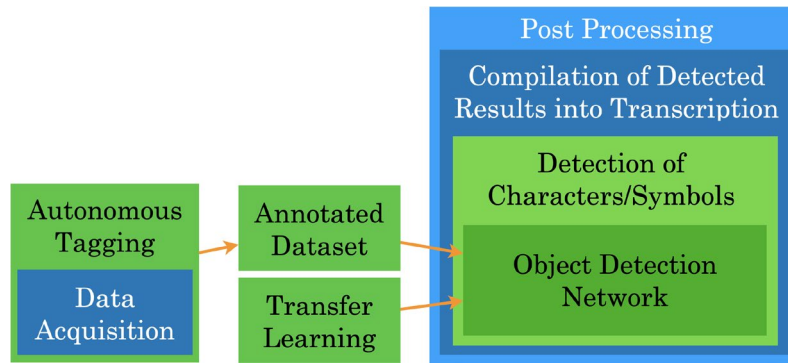 Post Processing
Compilation of Detected
Results into Transcription
Detection of
Characters/Symbols
Object Detection
Network
Autonomous
Tagging
Data
Acquisition
Annotated
Dataset
Transfer
Learning